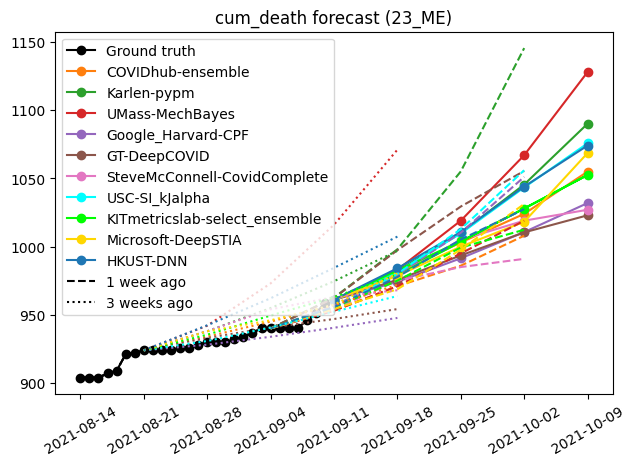 cum_death forecast (23_ME)
1150
1100
1050
1000
950
900
Ground truth
COVIDhub-ensemble
Karlen-pypm
UMass-MechBayes
Google_Harvard-CPF
GT-DeepCOVID
SteveMcConnell-CovidComplete
USC-SI_kJalpha
KITmetricslab-select_ensemble
Microsoft-DeepSTIA
HKUST-DNN
1 week ago
3 weeks ago
2021-08-14
2021-08-21
2021-08-28
2021-09-04
2021-09-11
2021-09-18
2021-09-25
2021-10-02
2021-10-09